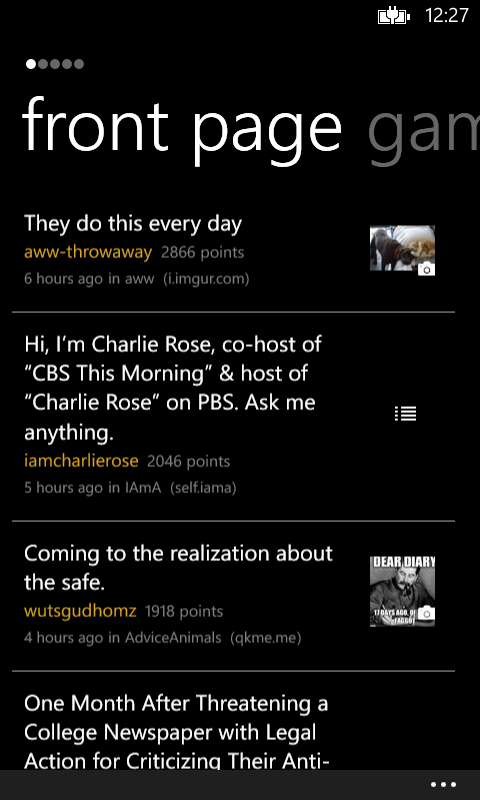 12:27
front page gam
They do this every day
aww-throwaway 2866 points
6 hours ago in aww (i.imgur.com)
Hi, I’m Charlie Rose, co-host of
“CBS This Morning” & host of
“Charlie Rose” on PBS. Ask me
anything.
iamcharlierose 2046 points
5 hours ago in IAmA (self.iama)
Coming to the realization about
the safe.
wutsgudhomz 1918 points
4 hours ago in AdviceAnimals (qkme.me)
DEAR DIARY
17 DAYS AGO, OP
FAGGOT
One Month After Threatening a
College Newspaper with Legal
Action for Criticizing Their Anti-